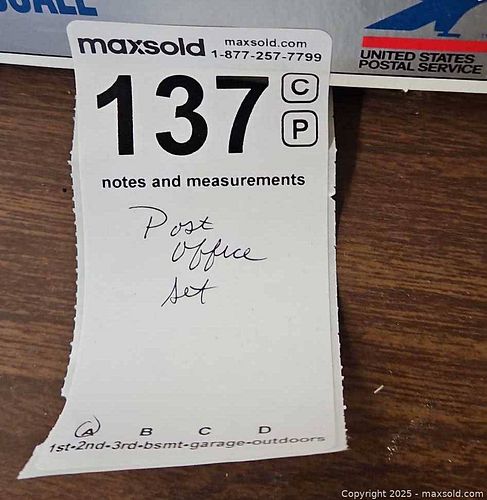 UNITED STATES
POSTAL SERVICE
maxsold maxsold.com
1-877-257-7799
137 C
P
notes and measurements
Post
office
set
A B C D
1st-2nd-3rd-bsmt-garage-outdoors
Copyright © 2025 - maxsold.com